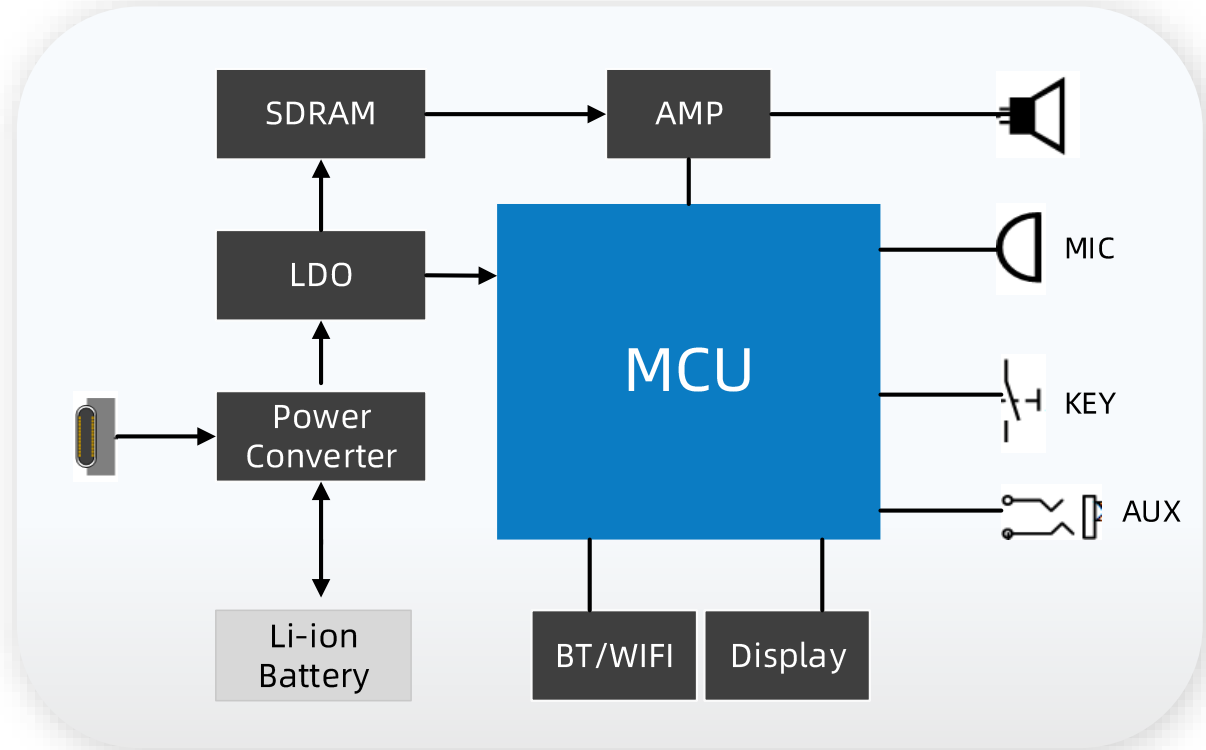 SDRAM
AMP
LDO
MIC
MCU
KEY
Power
Converter
AUX
Li-ion
Battery
BT/WIFI
Display